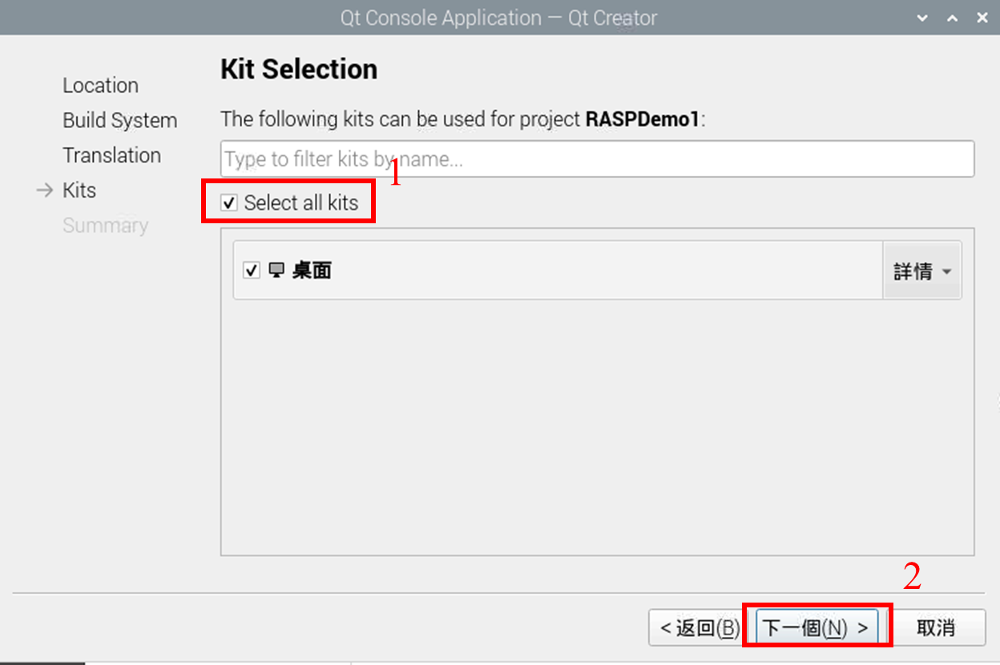 Qt Console Application — Qt Creator
Location
Build System
Translation
Kits
Summary
Kit Selection
The following kits can be used for project RASPDemo1:
Type to filter kits by name...
1
Select all kits
桌面
詳情
2
< 返回(B)
下一個(N) >
取消